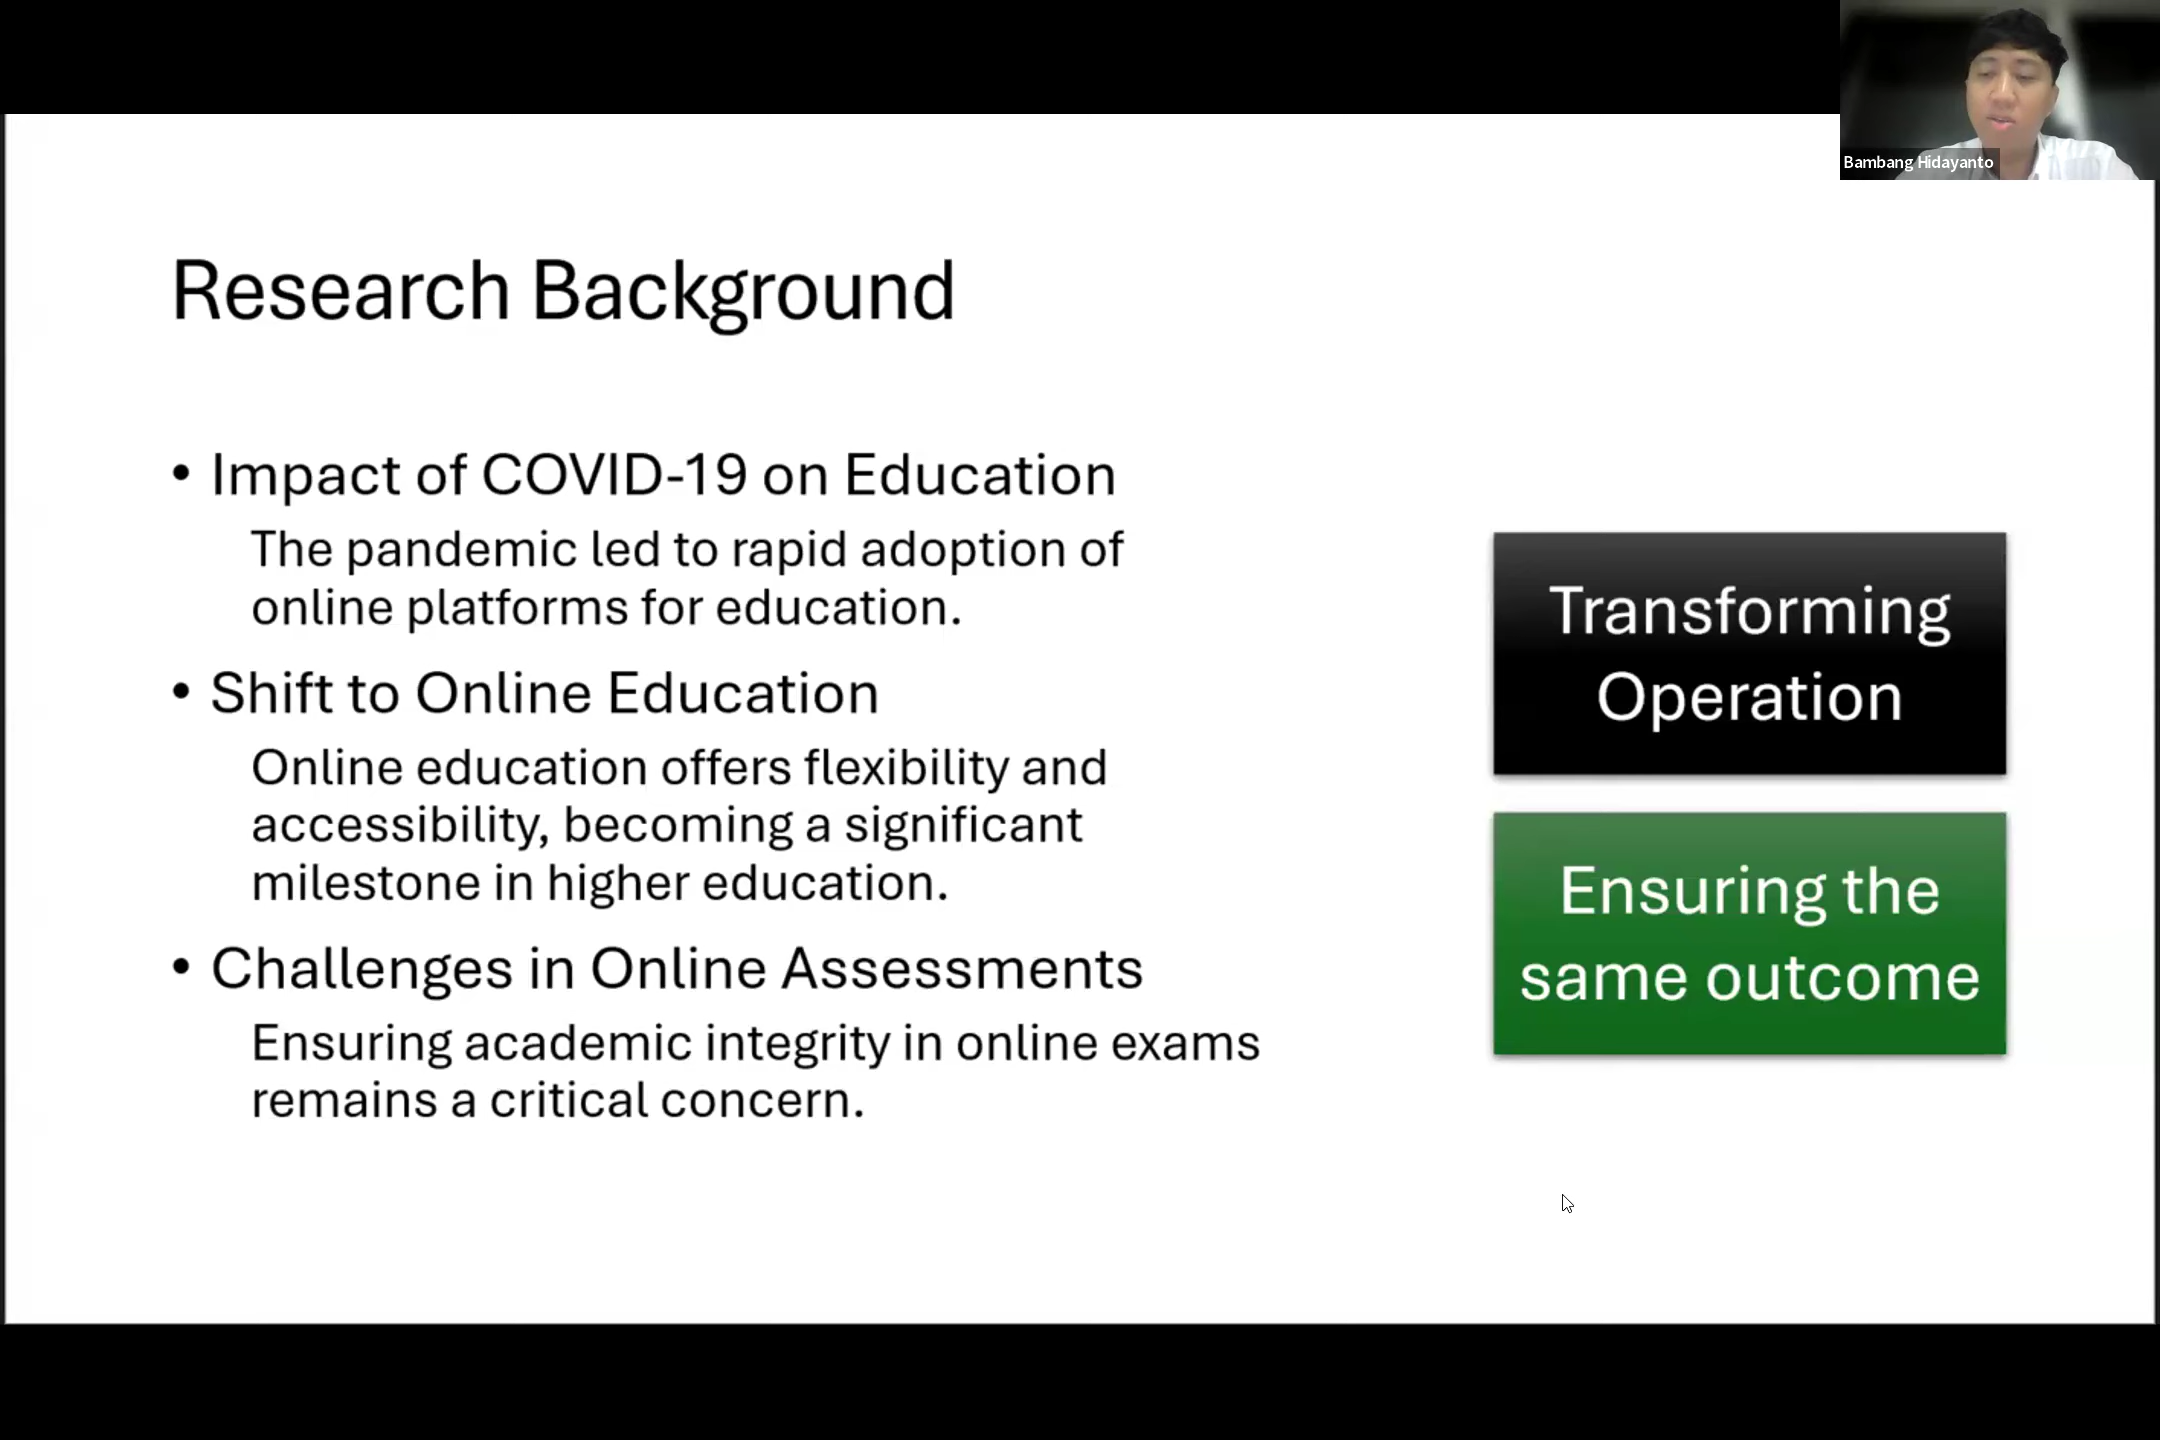 Bambang Hidayanto
Research Background
• Impact of COVID-19 on Education
The pandemic led to rapid adoption of
online platforms for education.
• Shift to Online Education
Online education offers flexibility and
accessibility, becoming a significant
milestone in higher education.
• Challenges in Online Assessments
Ensuring academic integrity in online exams
remains a critical concern.
Transforming
Operation
Ensuring the
same outcome